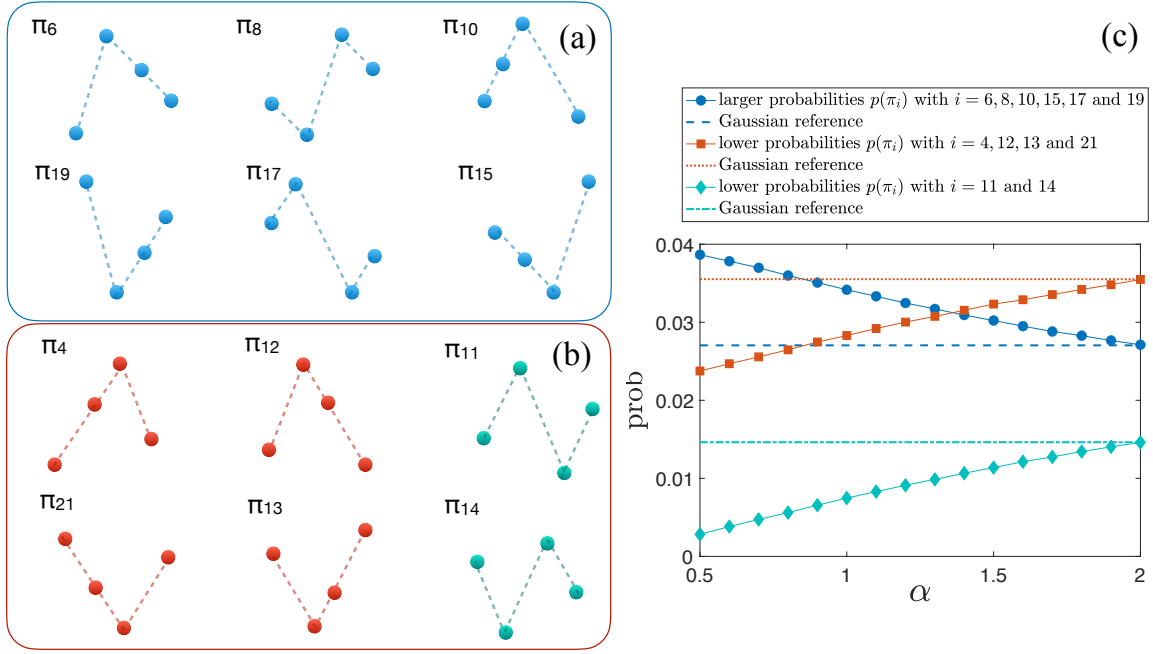 π6 π8 π10 (a)
π19 π17 π15
π4 π12 π11 (b)
π21 π13 π14
(c)
larger probabilities p(πi) with i = 6, 8, 10, 15, 17 and 19
Gaussian reference
lower probabilities p(πi) with i = 4, 12, 13 and 21
Gaussian reference
lower probabilities p(πi) with i = 11 and 14
Gaussian reference
0.04
0.03
0.02
0.01
0
prob
0.5 1 1.5 2
α